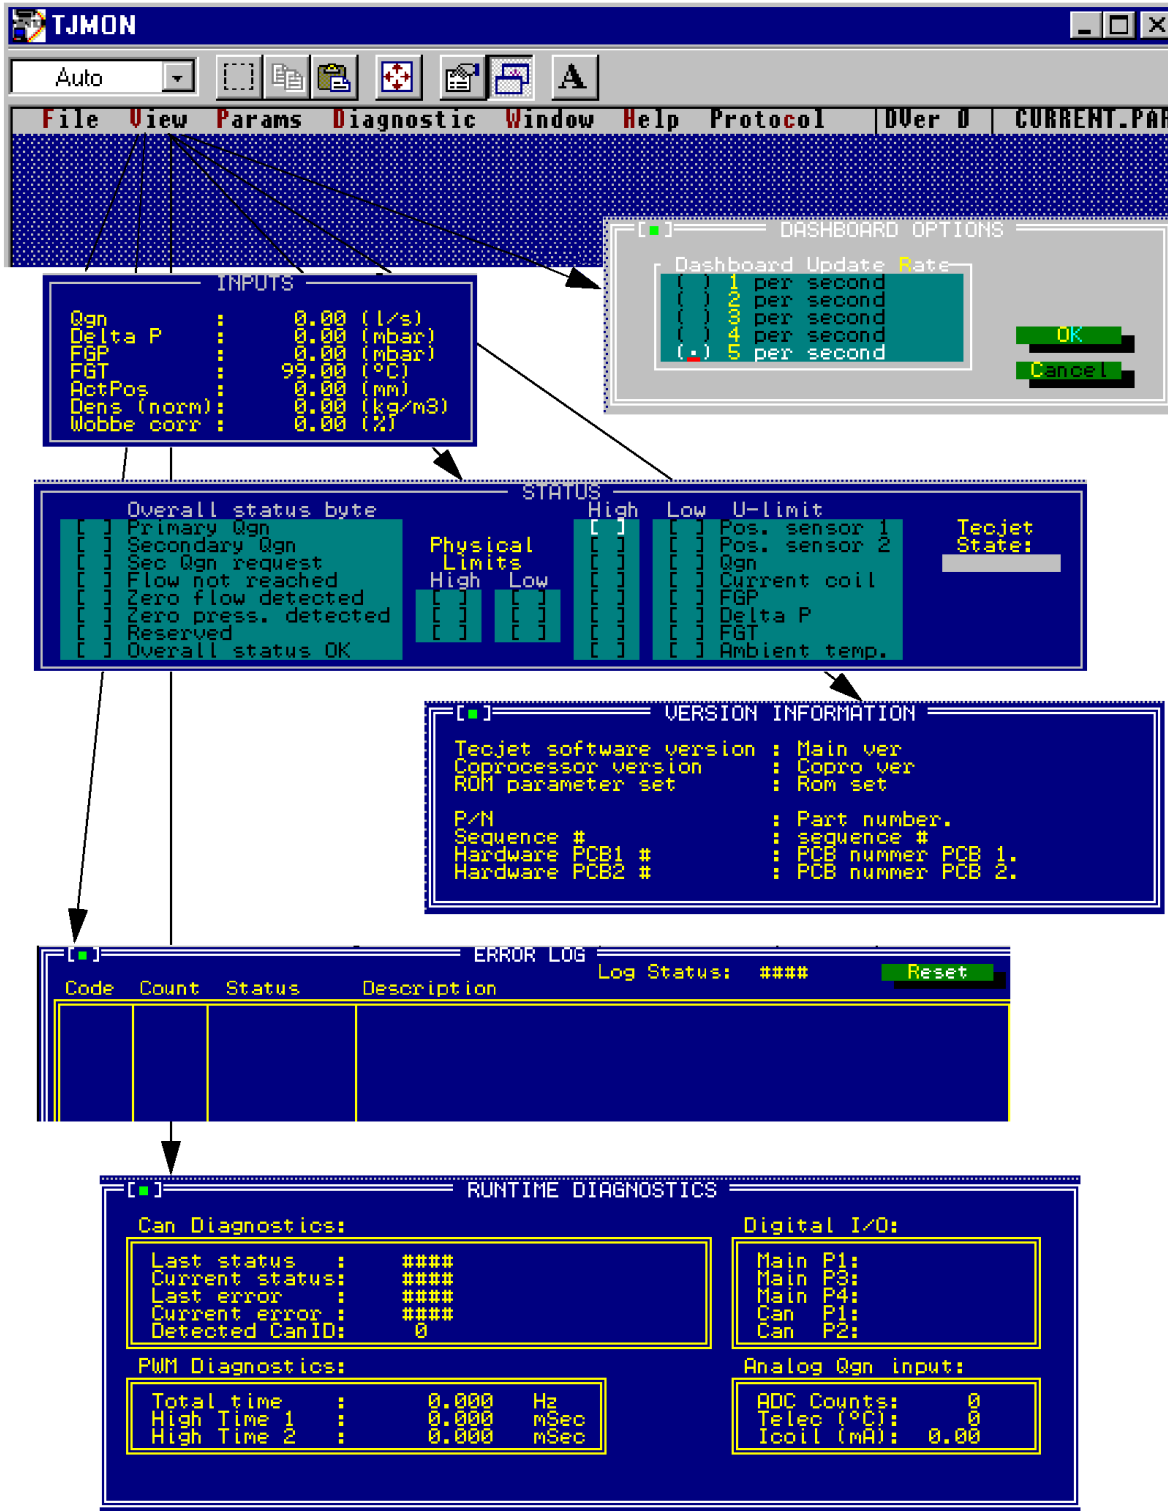 TJMON
Auto
A
File View Params Diagnostic Window Help Protocol |DVer 0 | CURRENT.PAR
DASHBOARD OPTIONS
Dashboard Update Rate
( ) 1 per second
( ) 2 per second
( ) 3 per second
( ) 4 per second
(.) 5 per second
OK
Cancel
INPUTS
Qgn : 0.00 (l/s)
Delta P : 0.00 (mbar)
FGP : 0.00 (mbar)
FGT : 99.00 (°C)
ActPos : 0.00 (mm)
Dens (norm): 0.00 (kg/m3)
Wobbe corr : 0.00 (%)
STATUS
Overall status byte
[ ] Primary Qgn
[ ] Secondary Qgn
[ ] Sec Qgn request
[ ] Flow not reached
[ ] Zero flow detected
[ ] Zero press. detected
[ ] Reserved
[ ] Overall status OK
Physical
Limits
High Low
[ ] [ ]
[ ] [ ]
[ ] [ ]
High Low U-limit
[ ] [ ] Pos. sensor 1
[ ] [ ] Pos. sensor 2
[ ] [ ] Qgn
[ ] [ ] Current coil
[ ] [ ] FGP
[ ] [ ] Delta P
[ ] [ ] FGT
[ ] [ ] Ambient temp.
Tecjet
State:
VERSION INFORMATION
Tecjet software version : Main ver
Coprocessor version : Copro ver
ROM parameter set : Rom set
P/N : Part number.
Sequence # : sequence #
Hardware PCB1 # : PCB nummer PCB 1.
Hardware PCB2 # : PCB nummer PCB 2.
ERROR LOG
Log Status: #### Reset
Code Count Status Description
RUNTIME DIAGNOSTICS
Can Diagnostics:
Last status : ####
Current status: ####
Last error : ####
Current error : ####
Detected CanID: 0
Digital I/O:
Main P1:
Main P3:
Main P4:
Can P1:
Can P2:
PWM Diagnostics:
Total time : 0.000 Hz
High Time 1 : 0.000 mSec
High Time 2 : 0.000 mSec
Analog Qgn input:
ADC Counts: 0
Telec (°C): 0
Icoil (mA): 0.00